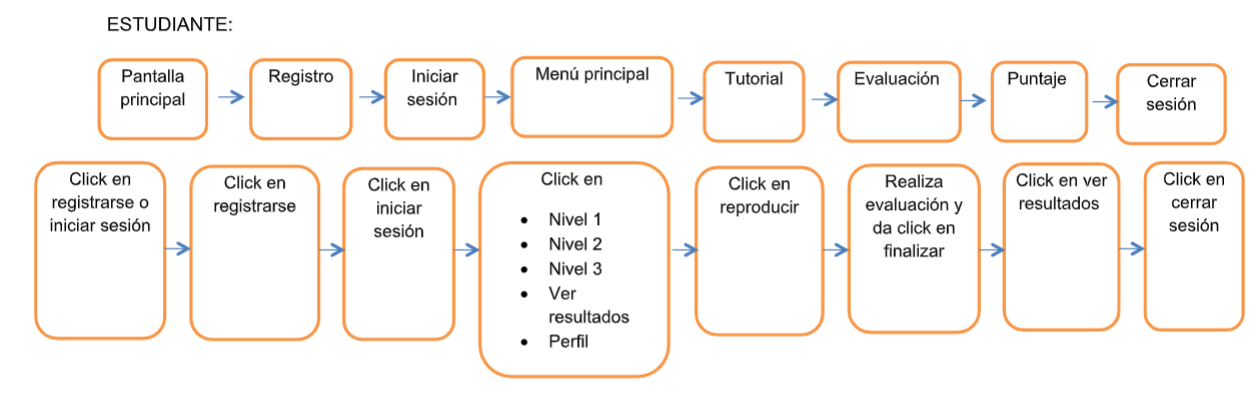 ESTUDIANTE:
Pantalla
principal
Registro
Iniciar
sesión
Menú principal
Tutorial
Evaluación
Puntaje
Cerrar
sesión
Click en
registrarse o
iniciar sesión
Click en
registrarse
Click en
iniciar
sesión
Click en
• Nivel 1
• Nivel 2
• Nivel 3
• Ver
resultados
• Perfil
Click en
reproducir
Realiza
evaluación y
da click en
finalizar
Click en ver
resultados
Click en
cerrar
sesión